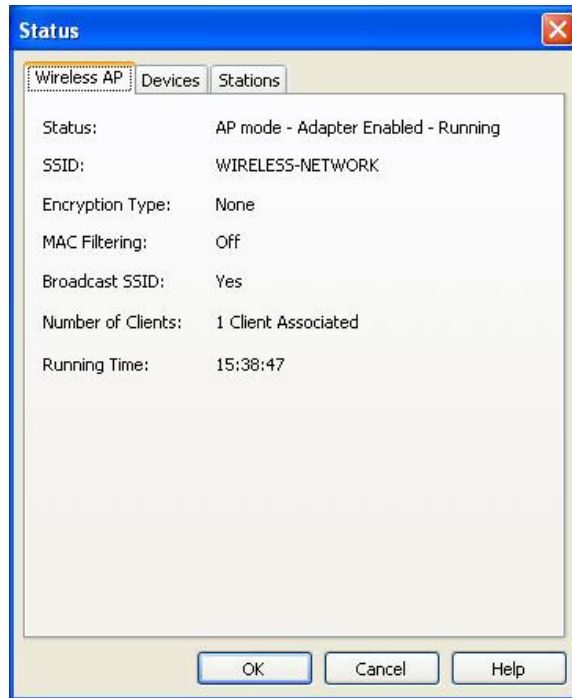 Status
Wireless AP Devices Stations
Status: AP mode - Adapter Enabled - Running
SSID: WIRELESS-NETWORK
Encryption Type: None
MAC Filtering: Off
Broadcast SSID: Yes
Number of Clients: 1 Client Associated
Running Time: 15:38:47
OK Cancel Help